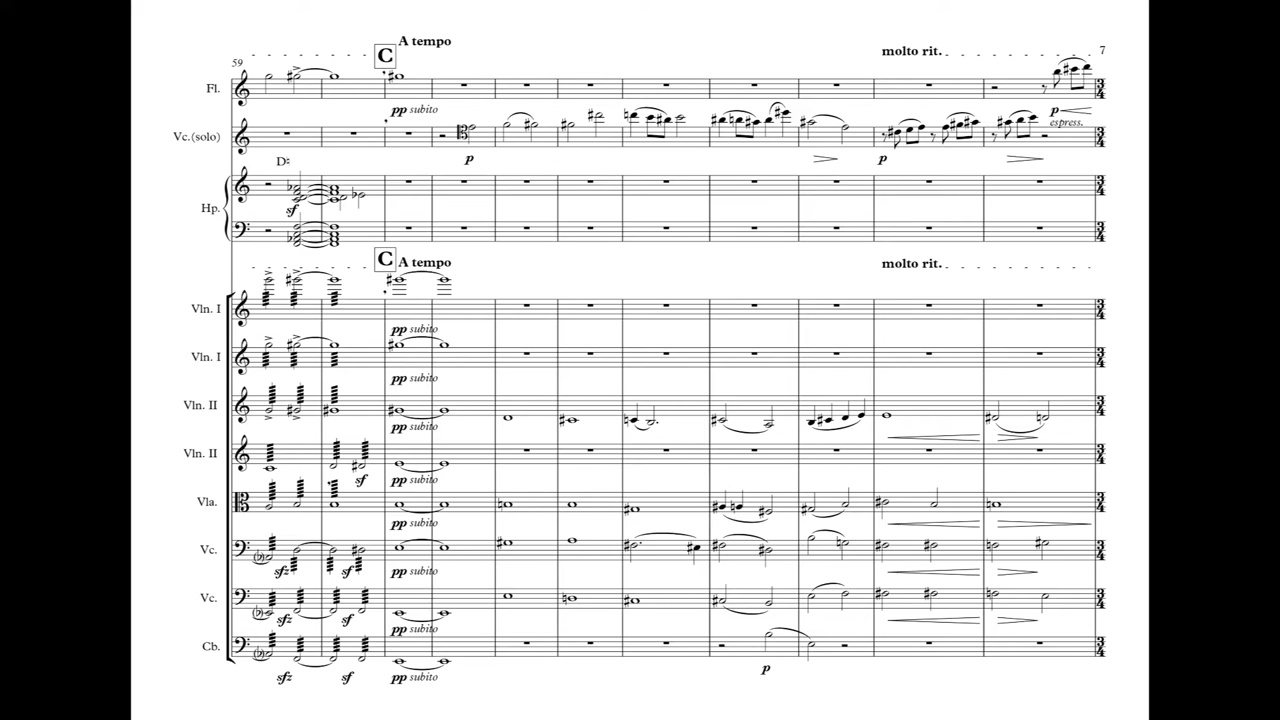 A tempo
C
molto rit.
7
59
Fl.
pp subito
p
espress.
Vc.(solo)
p
p
D:
Hp.
sf
C
A tempo
molto rit.
Vln. I
pp subito
Vln. I
pp subito
Vln. II
pp subito
Vln. II
sf
pp subito
Vla.
pp subito
Vc.
sfz
sf
pp subito
Vc.
sfz
sf
pp subito
Cb.
p
sfz
sf
pp subito
3
4